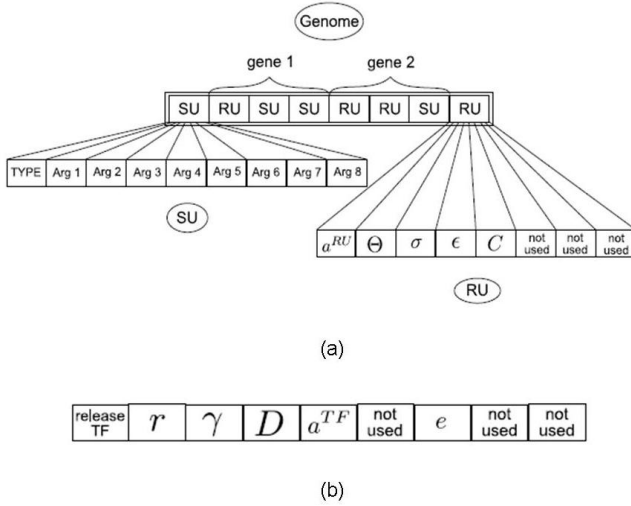 Genome
gene 1 gene 2
SU RU SU SU RU RU SU RU
TYPE Arg 1 Arg 2 Arg 3 Arg 4 Arg 5 Arg 6 Arg 7 Arg 8
SU
a^{RU} Θ σ ϵ C not used not used not used
RU
(a)
release TF r γ D a^{TF} not used e not used not used
(b)